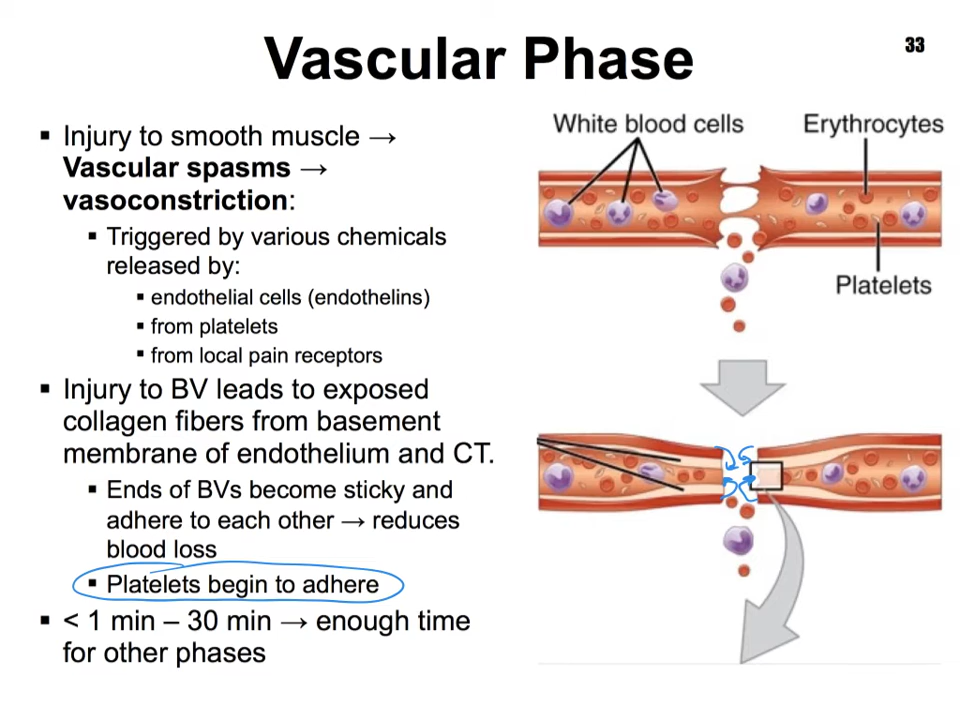 Vascular Phase
33
▪ Injury to smooth muscle →
Vascular spasms →
vasoconstriction:
▪ Triggered by various chemicals
released by:
▪ endothelial cells (endothelins)
▪ from platelets
▪ from local pain receptors
▪ Injury to BV leads to exposed
collagen fibers from basement
membrane of endothelium and CT.
▪ Ends of BVs become sticky and
adhere to each other → reduces
blood loss
▪ Platelets begin to adhere
▪ < 1 min – 30 min → enough time
for other phases
White blood cells
Erythrocytes
Platelets